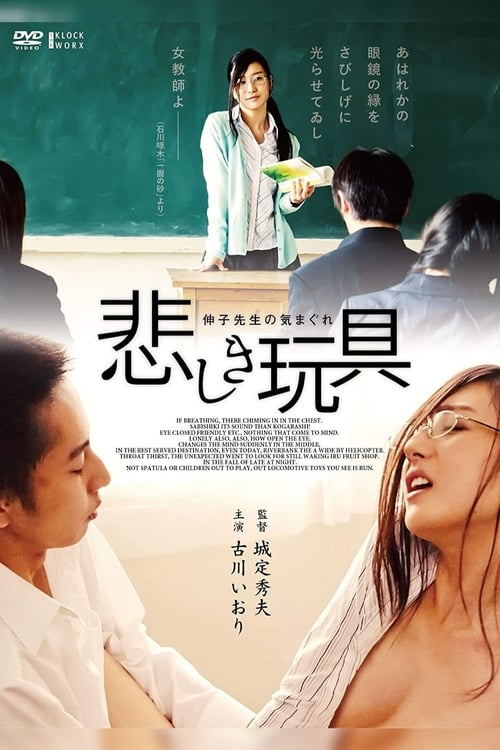 DVD
VIDEO
KLOCK
WORX
あはれかの
眼鏡の縁を
さびしげに
光らせてゐし
女教師よ――
(石川啄木「一握の砂」より)
伸子先生の気まぐれ
悲しき玩具
IF BREATHING, THERE CHIMING IN IN THE CHEST.
SABISHIKI ITS SOUND THAN KOGARASHI!
EYE CLOSED FRIENDLY ETC., NOTHING THAT COME TO MIND.
LONELY ALSO, ALSO, HOW OPEN THE EYE.
CHANGES THE MIND SUDDENLY IN THE MIDDLE,
IN THE REST SERVED DESTINATION, EVEN TODAY, RIVERBANK THE A WIDE BY HELICOPTER.
THROAT THIRST, THE UNEXPECTED WENT TO LOOK FOR STILL WAKING IRU FRUIT SHOP.
IN THE FALL OF LATE AT NIGHT.
NOT SPATULA OR CHILDREN OUT TO PLAY, OUT LOCOMOTIVE TOYS YOU SEE IS RUN.
監督 城定秀夫
主演 古川いおり